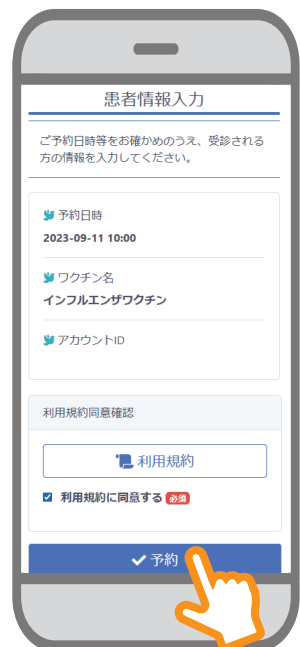 患者情報入力
ご予約日時等をお確かめのうえ、受診される
方の情報を入力してください。
予約日時
2023-09-11 10:00
ワクチン名
インフルエンザワクチン
アカウントID
利用規約同意確認
利用規約
利用規約に同意する 必須
予約